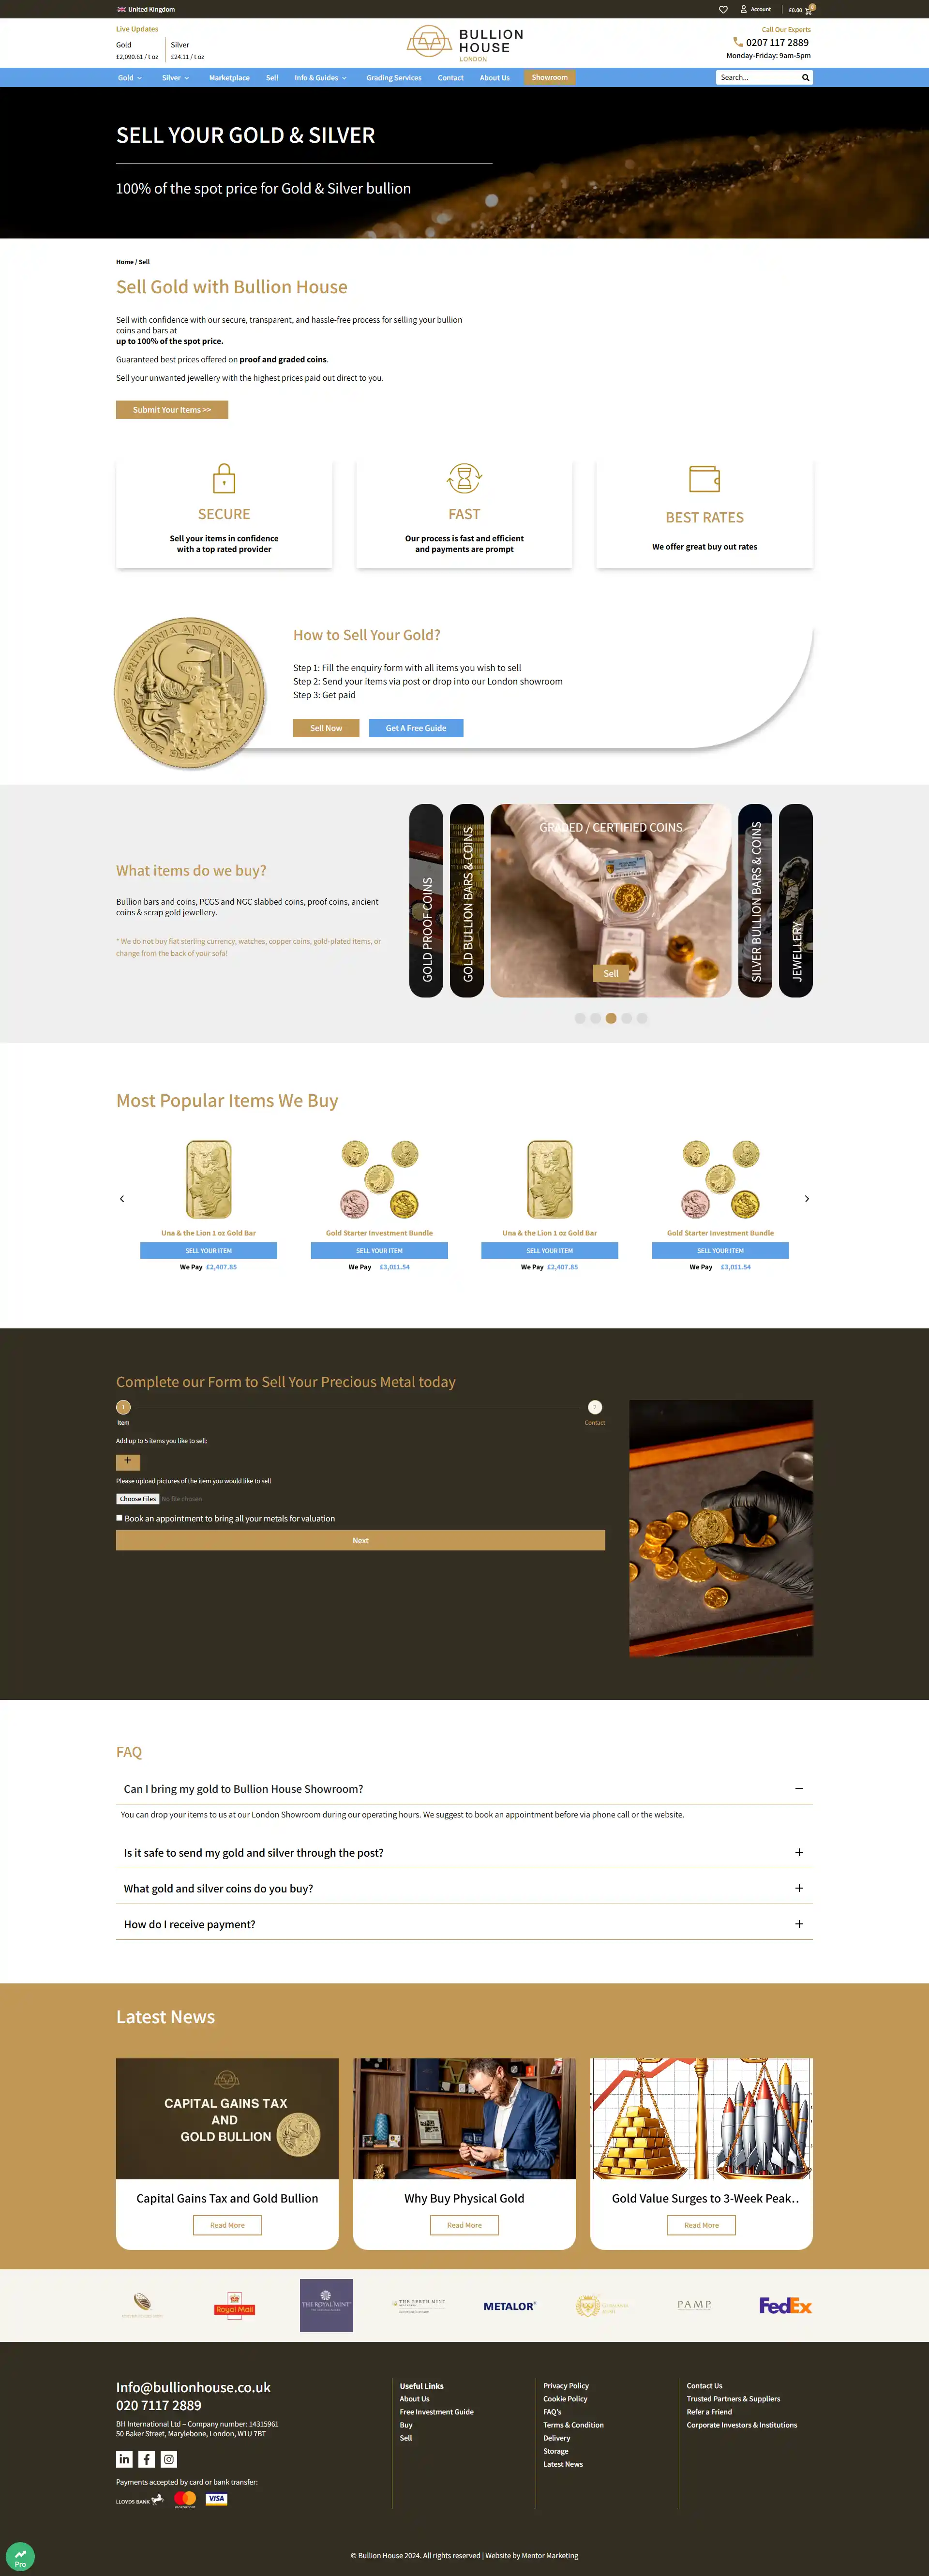 United Kingdom
Account
£0.00
0
Live Updates
Gold
£2,090.61 / t oz
Silver
£24.11 / t oz
BULLION
HOUSE
LONDON
Call Our Experts
0207 117 2889
Monday-Friday: 9am-5pm
Gold
Silver
Marketplace
Sell
Info & Guides
Grading Services
Contact
About Us
Showroom
Search...
SELL YOUR GOLD & SILVER
100% of the spot price for Gold & Silver bullion
Home / Sell
Sell Gold with Bullion House
Sell with confidence with our secure, transparent, and hassle-free process for selling your bullion
coins and bars at
up to 100% of the spot price.
Guaranteed best prices offered on proof and graded coins.
Sell your unwanted jewellery with the highest prices paid out direct to you.
Submit Your Items >>
SECURE
Sell your items in confidence
with a top rated provider
FAST
Our process is fast and efficient
and payments are prompt
BEST RATES
We offer great buy out rates
BRITANNIA AND LIBERTY
How to Sell Your Gold?
Step 1: Fill the enquiry form with all items you wish to sell
Step 2: Send your items via post or drop into our London showroom
Step 3: Get paid
Sell Now
Get A Free Guide
What items do we buy?
Bullion bars and coins, PCGS and NGC slabbed coins, proof coins, ancient
coins & scrap gold jewellery.
* We do not buy fiat sterling currency, watches, copper coins, gold-plated items, or
change from the back of your sofa!
GOLD PROOF COINS
GOLD BULLION BARS & COINS
GRADED / CERTIFIED COINS
Sell
SILVER BULLION BARS & COINS
JEWELLERY
Most Popular Items We Buy
Una & the Lion 1 oz Gold Bar
SELL YOUR ITEM
We Pay £2,407.85
Gold Starter Investment Bundle
SELL YOUR ITEM
We Pay £3,011.54
Una & the Lion 1 oz Gold Bar
SELL YOUR ITEM
We Pay £2,407.85
Gold Starter Investment Bundle
SELL YOUR ITEM
We Pay £3,011.54
Complete our Form to Sell Your Precious Metal today
1
Item
2
Contact
Add up to 5 items you like to sell:
+
Please upload pictures of the item you would like to sell
Choose Files No file chosen
Book an appointment to bring all your metals for valuation
Next
FAQ
Can I bring my gold to Bullion House Showroom?
You can drop your items to us at our London Showroom during our operating hours. We suggest to book an appointment before via phone call or the website.
Is it safe to send my gold and silver through the post?
What gold and silver coins do you buy?
How do I receive payment?
Latest News
CAPITAL GAINS TAX
AND
GOLD BULLION
Capital Gains Tax and Gold Bullion
Read More
Why Buy Physical Gold
Read More
Gold Value Surges to 3-Week Peak..
Read More
Royal Mail
THE ROYAL MINT
THE PERTH MINT
METALOR
PAMP
FedEx
Info@bullionhouse.co.uk
020 7117 2889
BH International Ltd – Company number: 14315961
50 Baker Street, Marylebone, London, W1U 7BT
Payments accepted by card or bank transfer:
LLOYDS BANK
mastercard
VISA
Useful Links
About Us
Free Investment Guide
Buy
Sell
Privacy Policy
Cookie Policy
FAQ's
Terms & Condition
Delivery
Storage
Latest News
Contact Us
Trusted Partners & Suppliers
Refer a Friend
Corporate Investors & Institutions
© Bullion House 2024. All rights reserved | Website by Mentor Marketing
Pro